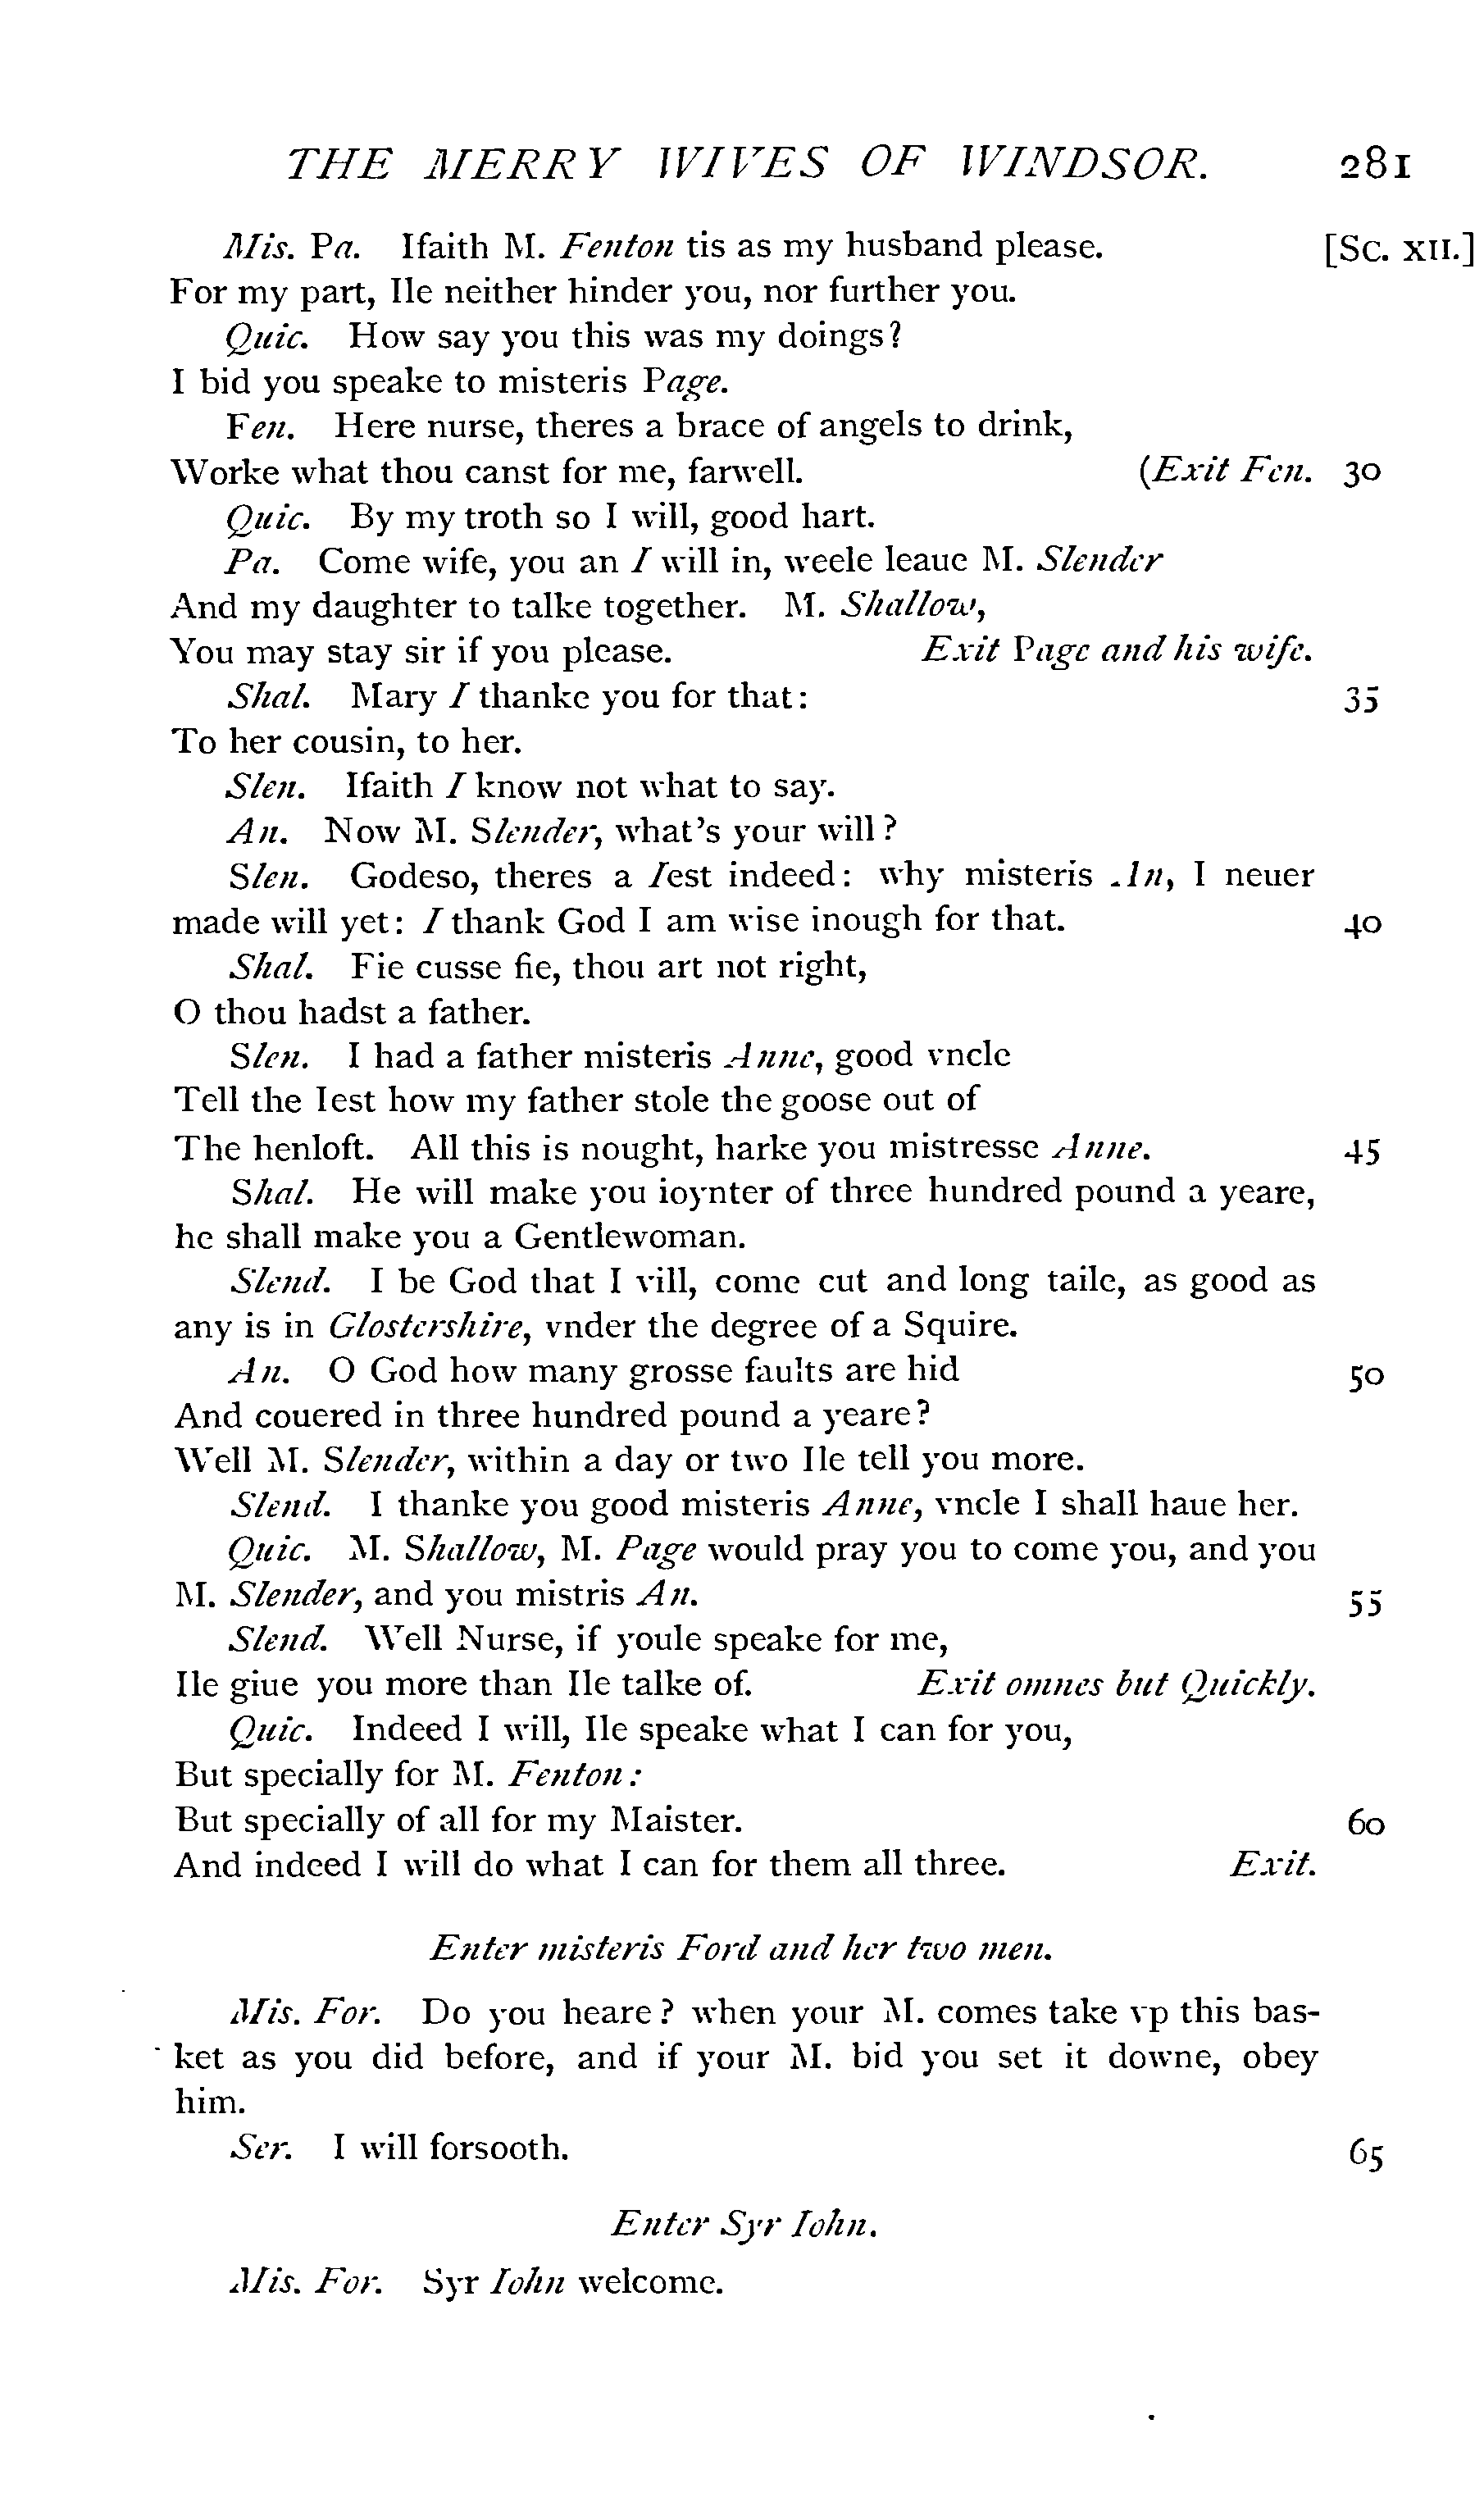 THE MERRY WIVES OF WINDSOR. 281
Mis. Pa. Ifaith M. Fenton tis as my husband please. [Sc. XII.]
For my part, Ile neither hinder you, nor further you.
Quic. How say you this was my doings?
I bid you speake to misteris Page.
Fen. Here nurse, theres a brace of angels to drink,
Worke what thou canst for me, farwell. (Exit Fen. 30
Quic. By my troth so I will, good hart.
Pa. Come wife, you an I will in, weele leaue M. Slender
And my daughter to talke together. M. Shallow,
You may stay sir if you please. Exit Page and his wife.
Shal. Mary I thanke you for that: 35
To her cousin, to her.
Slen. Ifaith I know not what to say.
An. Now M. Slender, what's your will?
Slen. Godeso, theres a Iest indeed: why misteris An, I neuer
made will yet: I thank God I am wise inough for that. 40
Shal. Fie cusse fie, thou art not right,
O thou hadst a father.
Slen. I had a father misteris Anne, good vncle
Tell the Iest how my father stole the goose out of
The henloft. All this is nought, harke you mistresse Anne. 45
Shal. He will make you ioynter of three hundred pound a yeare,
he shall make you a Gentlewoman.
Slend. I be God that I vill, come cut and long taile, as good as
any is in Glostershire, vnder the degree of a Squire.
An. O God how many grosse faults are hid 50
And couered in three hundred pound a yeare?
Well M. Slender, within a day or two Ile tell you more.
Slend. I thanke you good misteris Anne, vncle I shall haue her.
Quic. M. Shallow, M. Page would pray you to come you, and you
M. Slender, and you mistris An. 55
Slend. Well Nurse, if youle speake for me,
Ile giue you more than Ile talke of. Exit omnes but Quickly.
Quic. Indeed I will, Ile speake what I can for you,
But specially for M. Fenton:
But specially of all for my Maister. 60
And indeed I will do what I can for them all three. Exit.
Enter misteris Ford and her two men.
Mis. For. Do you heare? when your M. comes take vp this bas-
ket as you did before, and if your M. bid you set it downe, obey
him.
Ser. I will forsooth. 65
Enter Syr Iohn.
Mis. For. Syr Iohn welcome.